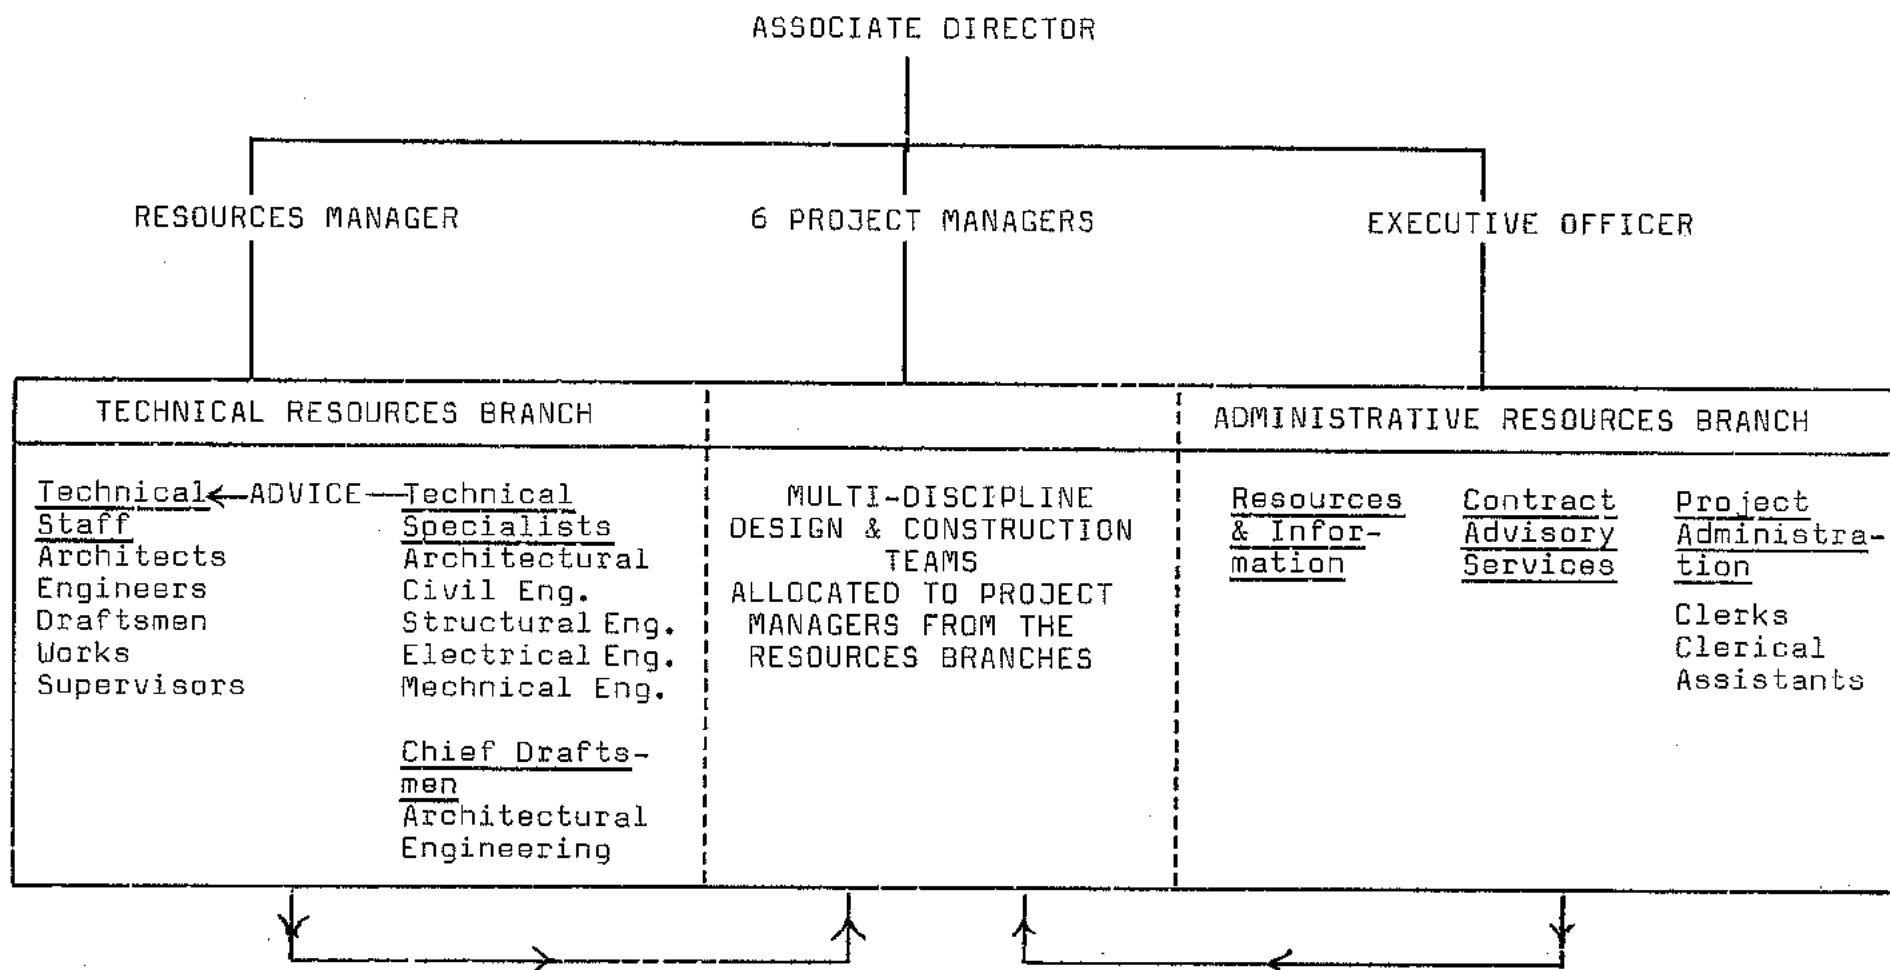 ASSOCIATE DIRECTOR
RESOURCES MANAGER
6 PROJECT MANAGERS
EXECUTIVE OFFICER
TECHNICAL RESOURCES BRANCH
ADMINISTRATIVE RESOURCES BRANCH
Technical
Staff
Architects
Engineers
Draftsmen
Works
Supervisors
ADVICE
Technical
Specialists
Architectural
Civil Eng.
Structural Eng.
Electrical Eng.
Mechnical Eng.
Chief Drafts-
men
Architectural
Engineering
MULTI-DISCIPLINE
DESIGN & CONSTRUCTION
TEAMS
ALLOCATED TO PROJECT
MANAGERS FROM THE
RESOURCES BRANCHES
Resources
& Infor-
mation
Contract
Advisory
Services
Project
Administra-
tion
Clerks
Clerical
Assistants